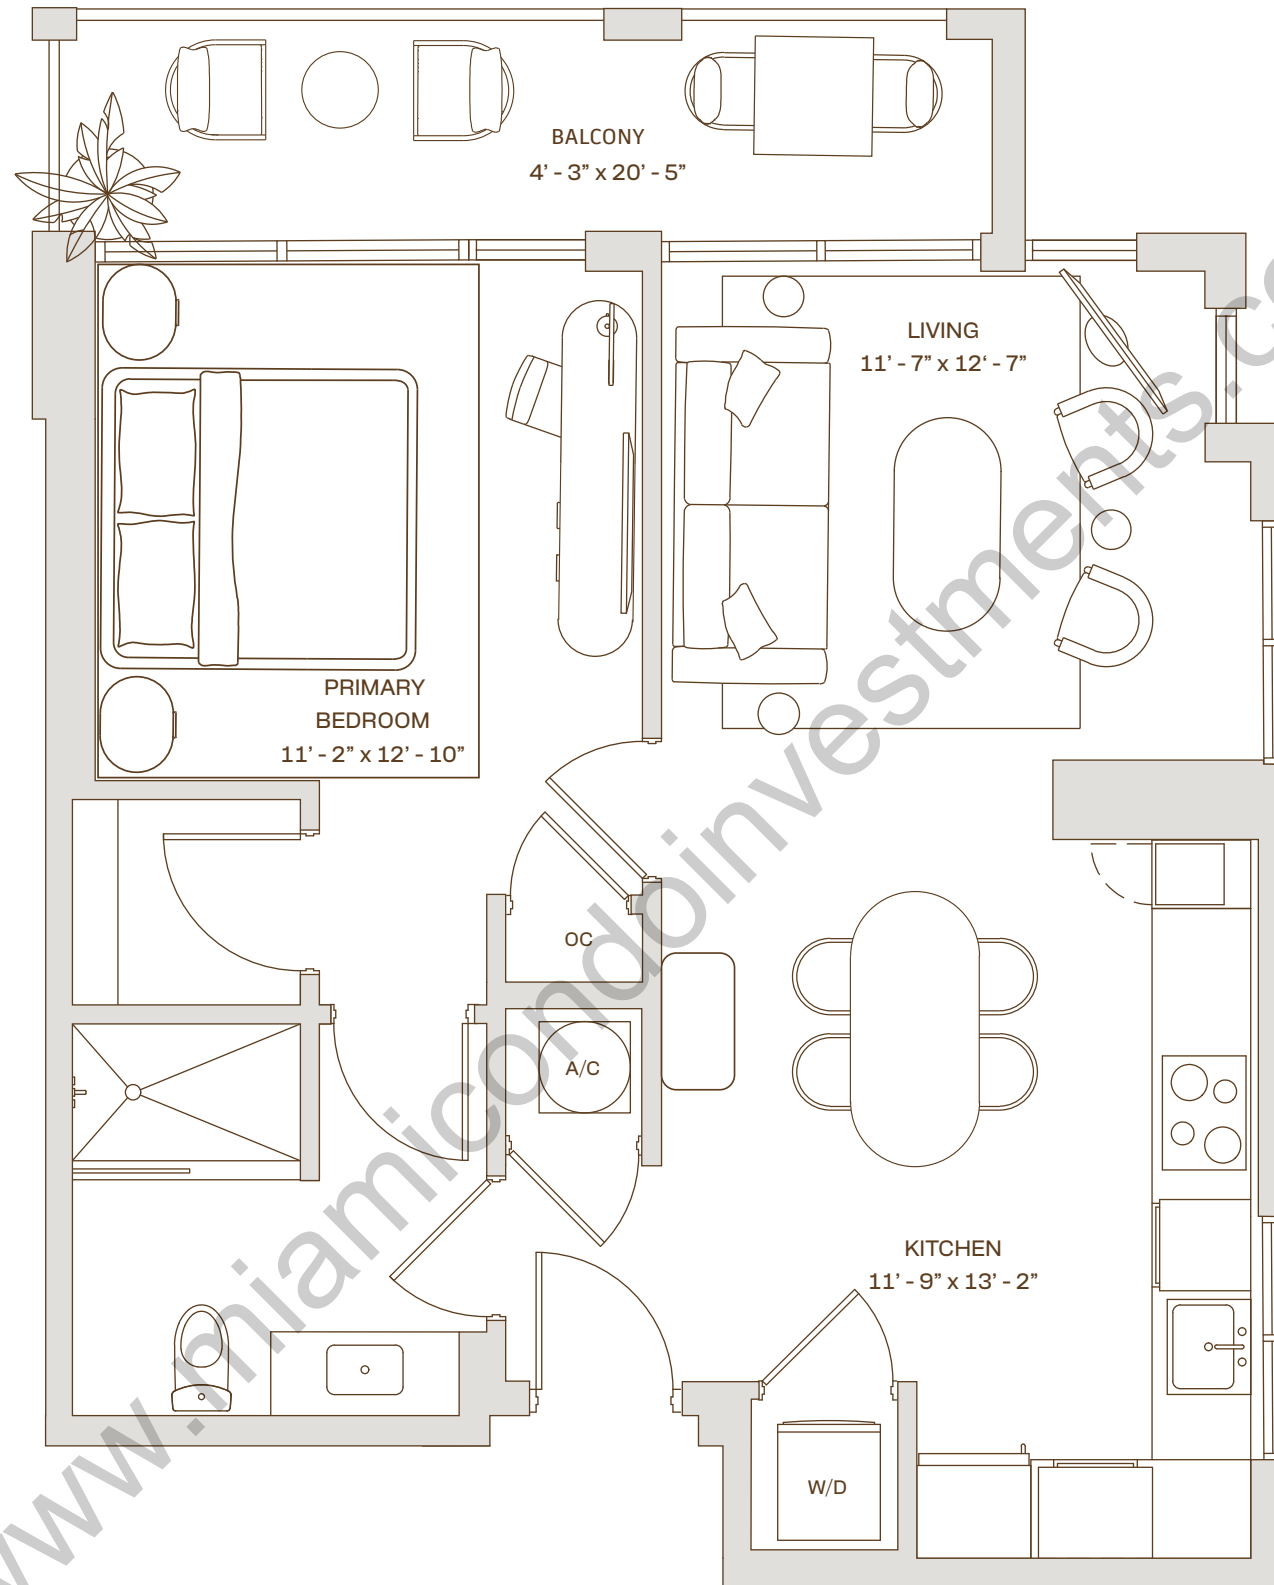 BALCONY
4’ - 3” x 20’ - 5”
LIVING
11’ - 7” x 12‘ - 7”
PRIMARY
BEDROOM
11’ - 2” x 12’ - 10”
OC
A/C
KITCHEN
11’ - 9” x 13’ - 2”
W/D
www.miamicondoinvestments.co